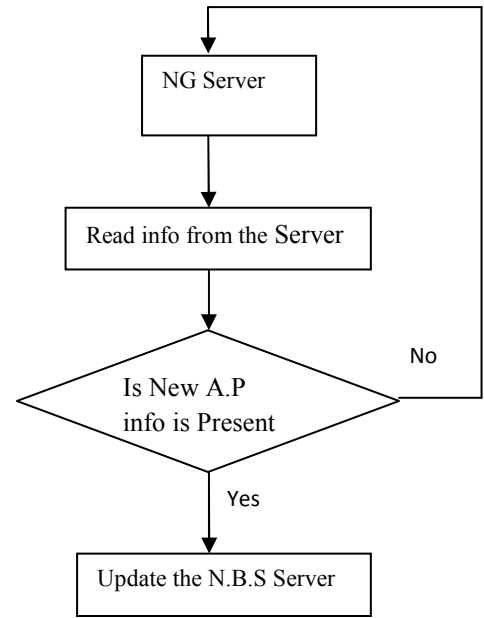 NG Server
Read info from the Server
Is New A.P
info is Present
No
Yes
Update the N.B.S Server